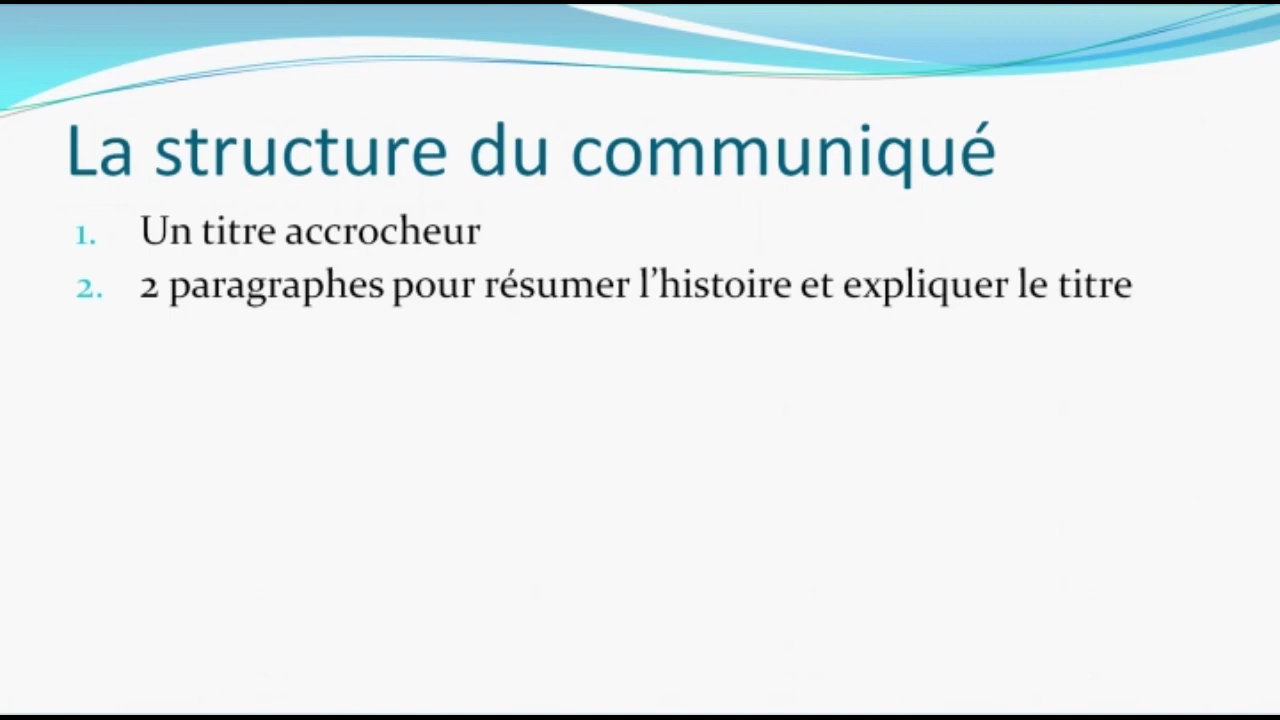 La structure du communiqué
1. Un titre accrocheur
2. 2 paragraphes pour résumer l’histoire et expliquer le titre